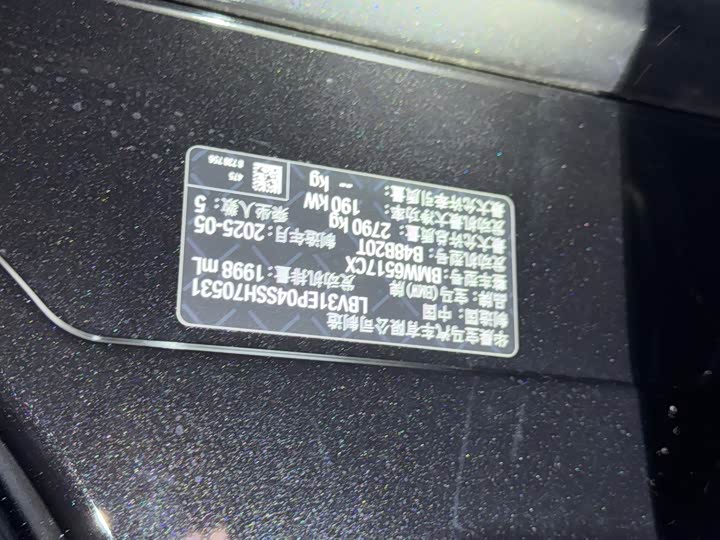 华晨宝马汽车有限公司制造
制造国：中国 LBV31EP04SSH70531
品牌：宝马(BMW)牌
整车型号：BMW6517CX 发动机排量：1998 mL
发动机型号：B48B20T
最大允许总质量：2790 kg 制造年月：2025-05
发动机最大净功率：190 kW 乘坐人数：5
最大允许牵引质量：-- kg
475